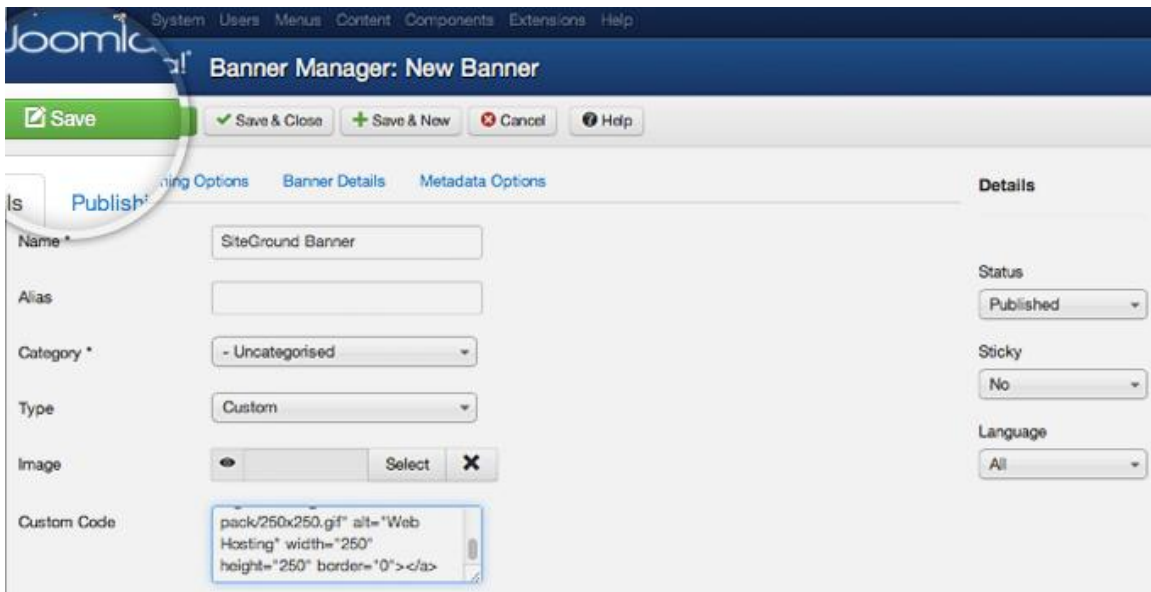 System Users Menus Content Components Extensions Help
Joomla
Banner Manager: New Banner
Save Save & Close Save & New Cancel Help
ls Publishi ning Options Banner Details Metadata Options
Details
Name * SiteGround Banner
Status
Alias
Published
Category * - Uncategorised
Sticky
Type Custom
No
Language
Image Select
All
Custom Code
pack/250x250.gif" alt="Web
Hosting" width="250"
height="250" border="0"></a>